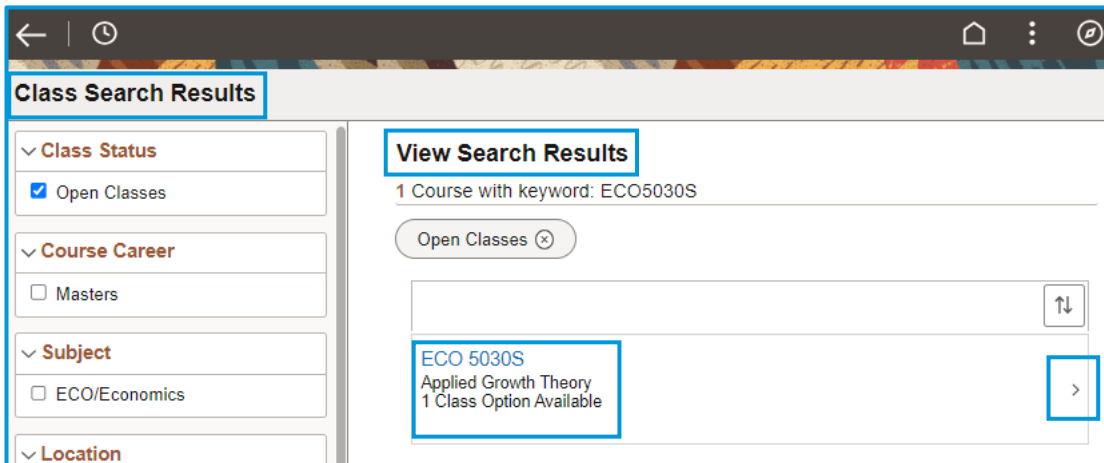 Class Search Results
Class Status
Open Classes
Course Career
Masters
Subject
ECO/Economics
Location
View Search Results
1 Course with keyword: ECO5030S
Open Classes
ECO 5030S
Applied Growth Theory
1 Class Option Available